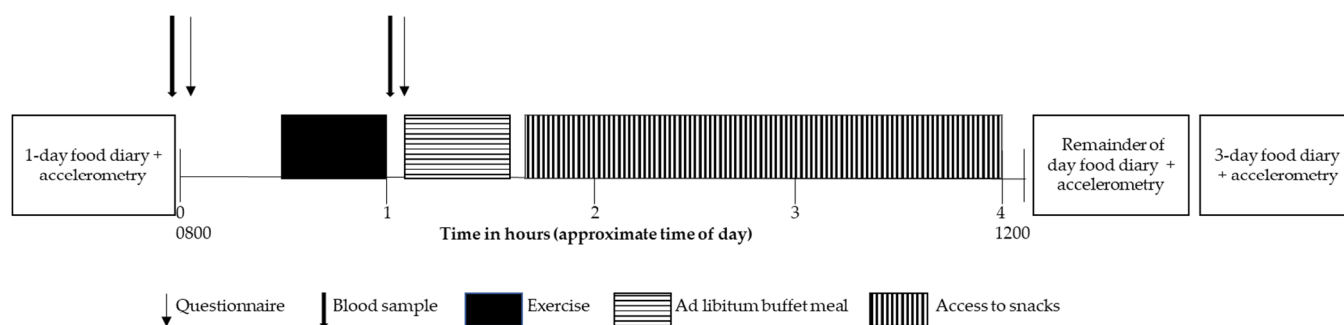 1-day food diary +
accelerometry
Remainder of
day food diary +
accelerometry
3-day food diary
+ accelerometry
0
1
2
3
4
0800
Time in hours (approximate time of day)
1200
Questionnaire
Blood sample
Exercise
Ad libitum buffet meal
Access to snacks